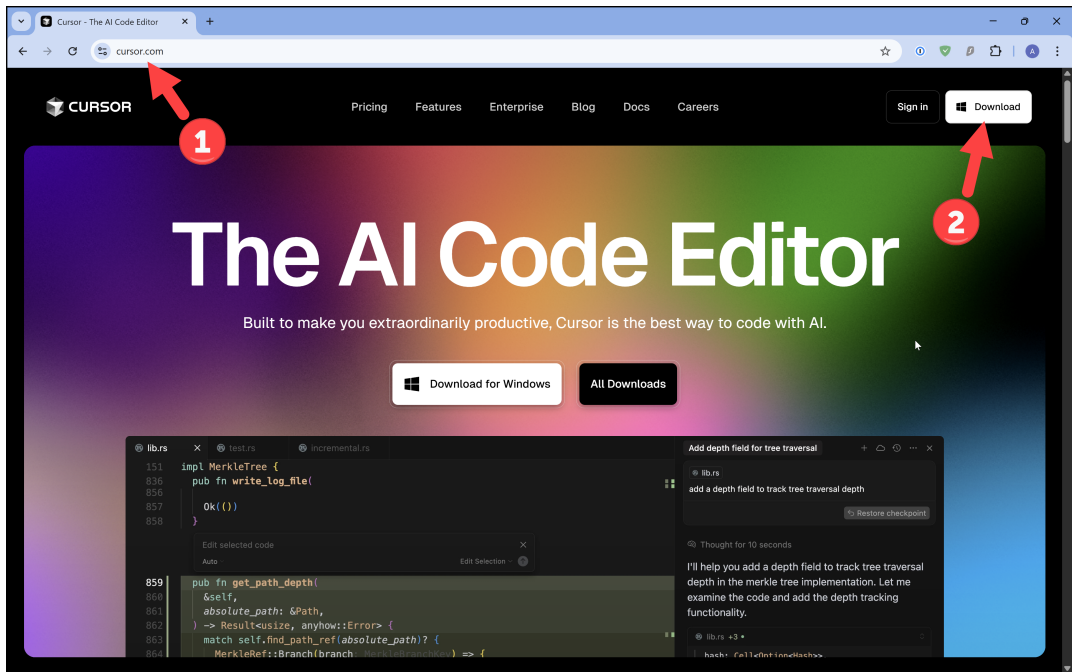 Cursor - The AI Code Editor
cursor.com
A
1
CURSOR
Pricing Features Enterprise Blog Docs Careers
Sign in
Download
2
The AI Code Editor
Built to make you extraordinarily productive, Cursor is the best way to code with AI.
Download for Windows
All Downloads
lib.rs
test.rs
incremental.rs
151 impl MerkleTree {
836 pub fn write_log_file(
856
857 Ok(())
858 }
Edit selected code
Auto
Edit Selection
859 pub fn get_path_depth(
860 &self,
861 absolute_path: &Path,
862 ) -> Result<usize, anyhow::Error> {
863 match self.find_path_ref(absolute_path)? {
864 MerkleRef::Branch(branch MerkleBranchKey) => {
Add depth field for tree traversal
lib.rs
add a depth field to track tree traversal depth
Restore checkpoint
Thought for 10 seconds
I'll help you add a depth field to track tree traversal
depth in the merkle tree implementation. Let me
examine the code and add the depth tracking
functionality.
lib.rs +3
hash: Cell<Option<Hash>>